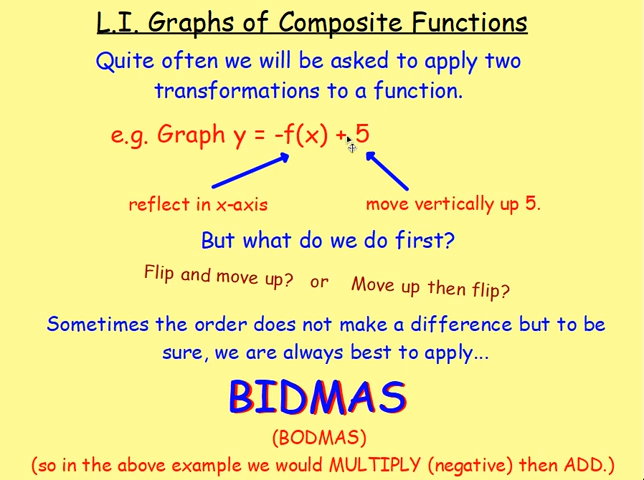 L.I. Graphs of Composite Functions
Quite often we will be asked to apply two
transformations to a function.
e.g. Graph y = -f(x) + 5
reflect in x-axis
move vertically up 5.
But what do we do first?
Flip and move up? or Move up then flip?
Sometimes the order does not make a difference but to be
sure, we are always best to apply...
BIDMAS
(BODMAS)
(so in the above example we would MULTIPLY (negative) then ADD.)